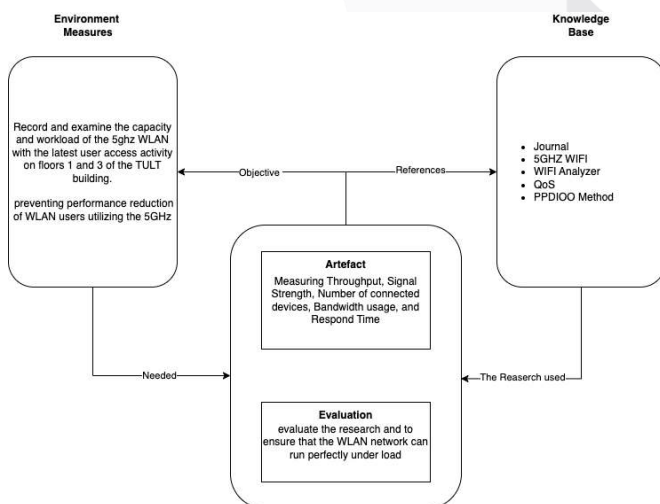 Environment
Measures
Knowledge
Base
Record and examine the capacity
and workload of the 5ghz WLAN
with the latest user access activity
on floors 1 and 3 of the TULT
building.
preventing performance reduction
of WLAN users utilizing the 5GHz
Objective
References
• Journal
• 5GHZ WIFI
• WIFI Analyzer
• QoS
• PPDIOO Method
Artefact
Measuring Throughput, Signal
Strength, Number of connected
devices, Bandwidth usage, and
Respond Time
Needed
The Reaserch used
Evaluation
evaluate the research and to
ensure that the WLAN network can
run perfectly under load